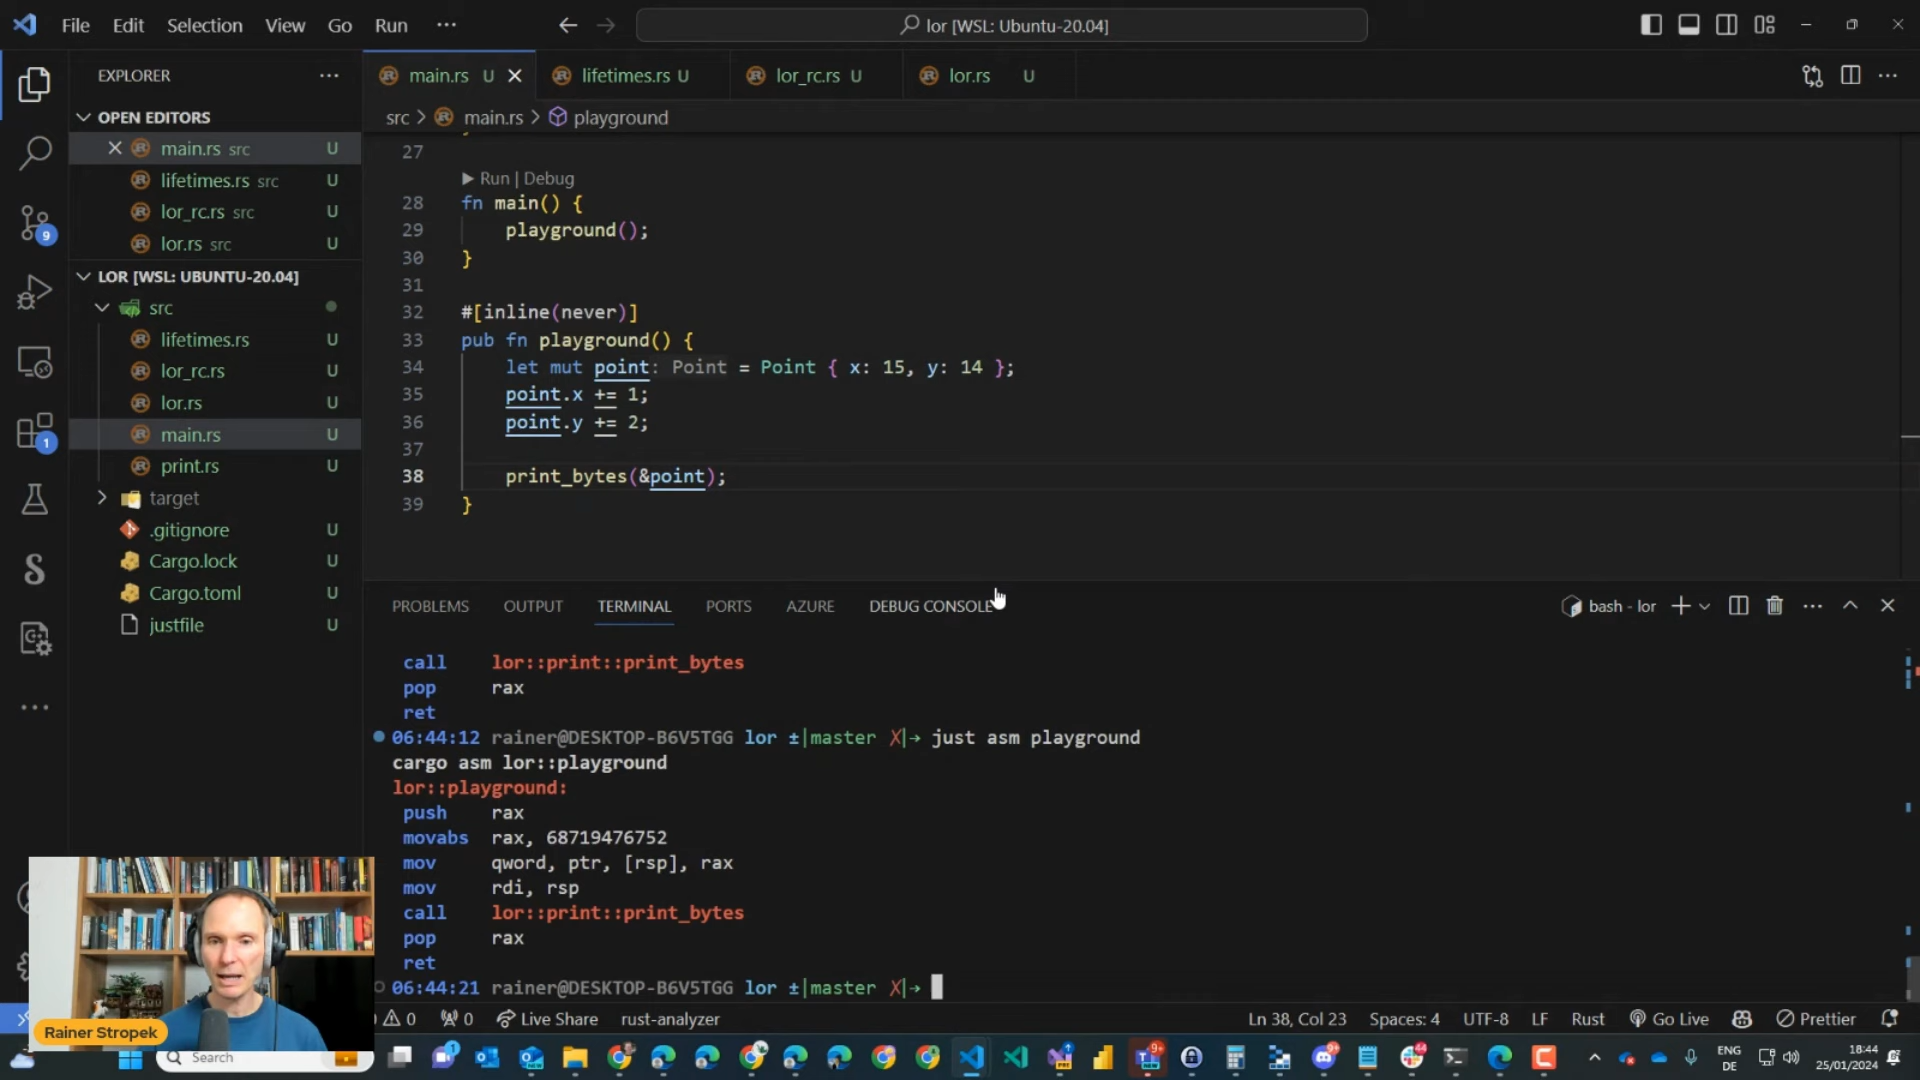 File Edit Selection View Go Run ···
lor [WSL: Ubuntu-20.04]
EXPLORER
OPEN EDITORS
main.rs src U
lifetimes.rs src U
lor_rc.rs src U
lor.rs src U
LOR [WSL: UBUNTU-20.04]
src
lifetimes.rs U
lor_rc.rs U
lor.rs U
main.rs U
print.rs U
target
.gitignore U
Cargo.lock U
Cargo.toml U
justfile U
9
1
main.rs U
lifetimes.rs U
lor_rc.rs U
lor.rs U
src > main.rs > playground
27
Run | Debug
28 fn main() {
29 playground();
30 }
31
32 #[inline(never)]
33 pub fn playground() {
34 let mut point: Point = Point { x: 15, y: 14 };
35 point.x += 1;
36 point.y += 2;
37
38 print_bytes(&point);
39 }
PROBLEMS OUTPUT TERMINAL PORTS AZURE DEBUG CONSOLE
bash - lor
call lor::print::print_bytes
pop rax
ret
06:44:12 rainer@DESKTOP-B6V5TGG lor ±|master ✗|→ just asm playground
cargo asm lor::playground
lor::playground:
push rax
movabs rax, 68719476752
mov qword, ptr, [rsp], rax
mov rdi, rsp
call lor::print::print_bytes
pop rax
ret
06:44:21 rainer@DESKTOP-B6V5TGG lor ±|master ✗|→
Rainer Stropek
0 0 Live Share rust-analyzer
Ln 38, Col 23 Spaces: 4 UTF-8 LF Rust Go Live Prettier
Search
ENG
DE
18:44
25/01/2024